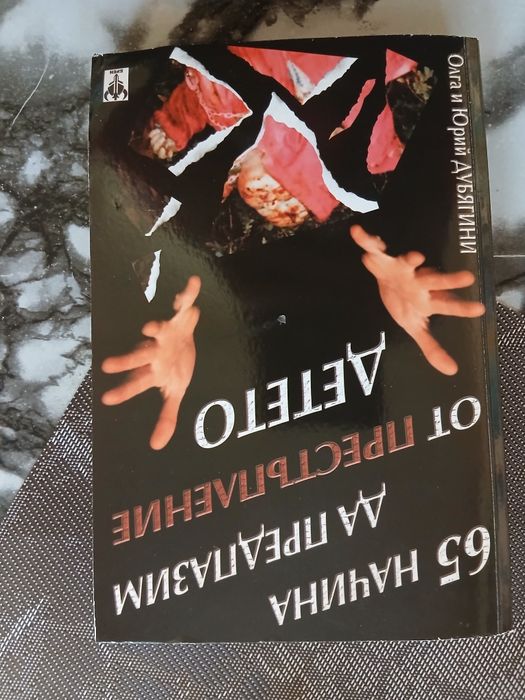 65 НАЧИНА
ДА ПРЕДПАЗИМ
ОТ ПРЕСТЪПЛЕНИЕ
ДЕТЕТО
Олга и Юрий ДУБЯГИНИ